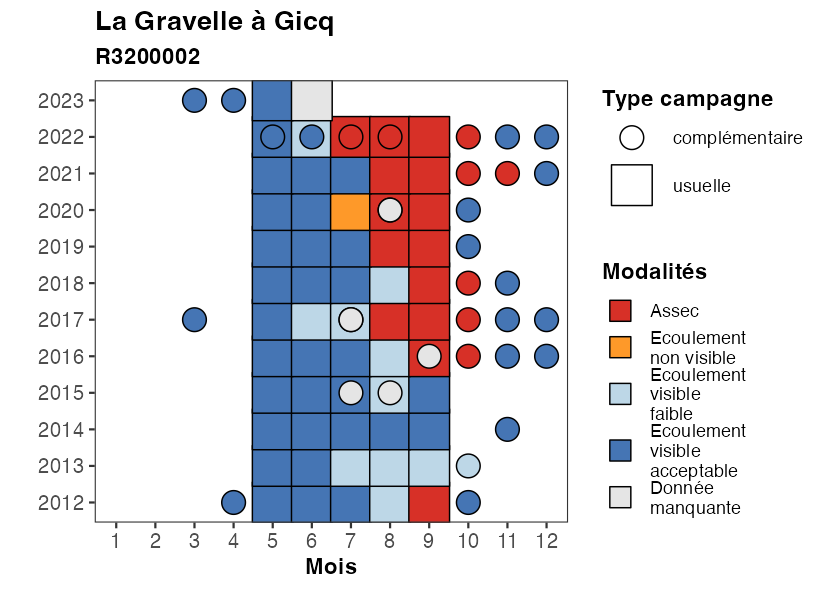 La Gravelle à Gicq
R3200002
2023
2022
2021
2020
2019
2018
2017
2016
2015
2014
2013
2012
1 2 3 4 5 6 7 8 9 10 11 12
Mois
Type campagne
complémentaire
usuelle
Modalités
Assec
Ecoulement
non visible
Ecoulement
visible
faible
Ecoulement
visible
acceptable
Donnée
manquante